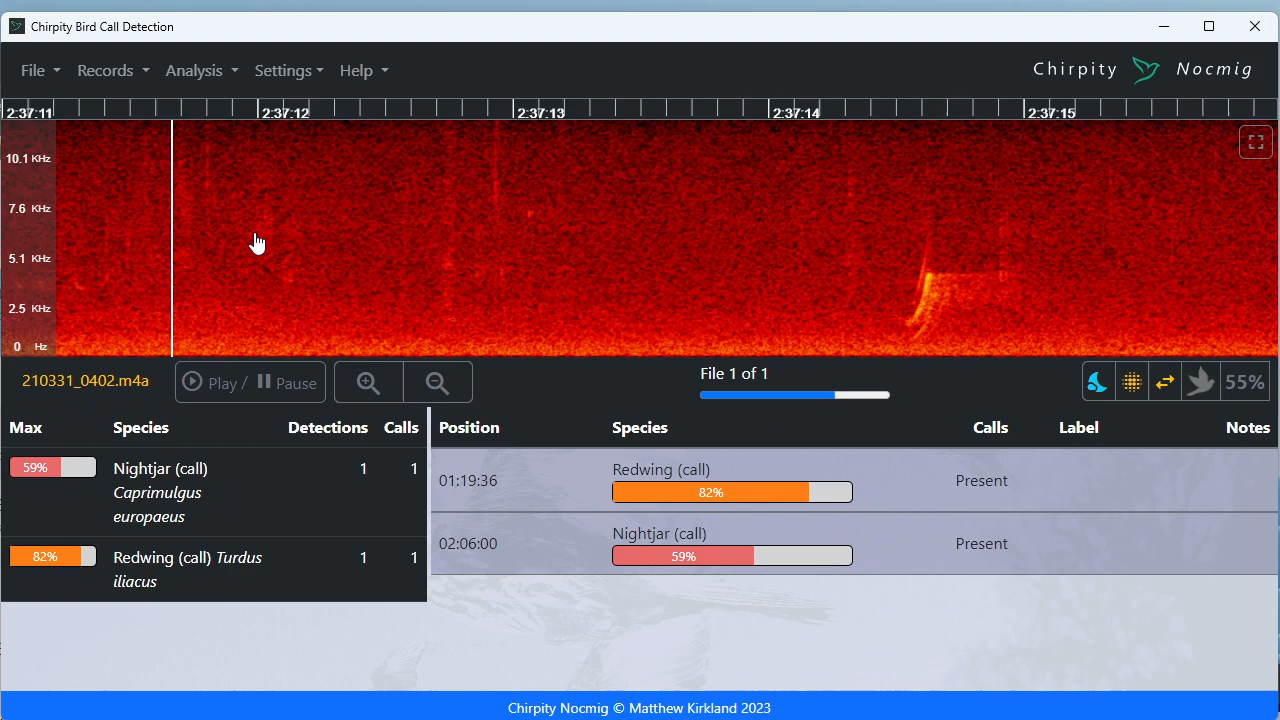 Chirpity Bird Call Detection
File Records Analysis Settings Help
Chirpity Nocmig
2:37:11 2:37:12 2:37:13 2:37:14 2:37:15
10.1 KHz
7.6 KHz
5.1 KHz
2.5 KHz
0 Hz
210331_0402.m4a Play / Pause
File 1 of 1
55%
Max Species Detections Calls
59% Nightjar (call) 1 1
Caprimulgus
europaeus
82% Redwing (call) Turdus 1 1
iliacus
Position Species Calls Label Notes
01:19:36 Redwing (call) Present
82%
02:06:00 Nightjar (call) Present
59%
Chirpity Nocmig © Matthew Kirkland 2023